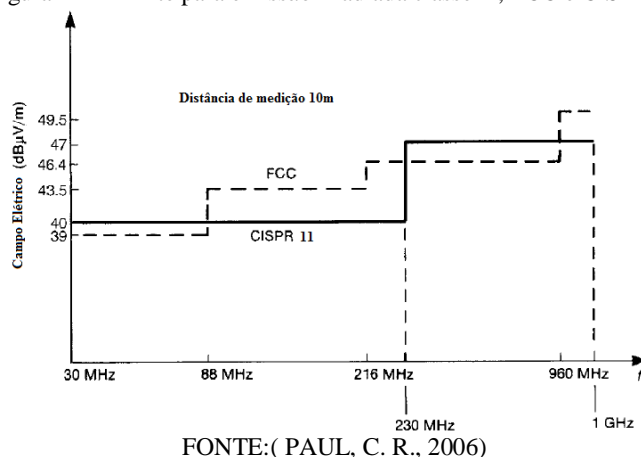 Distância de medição 10m
Campo Elétrico (dBµV/m)
49.5
47
46.4
43.5
40
39
FCC
CISPR 11
30 MHz
88 MHz
216 MHz
960 MHz
f
230 MHz
1 GHz
FONTE:( PAUL, C. R., 2006)